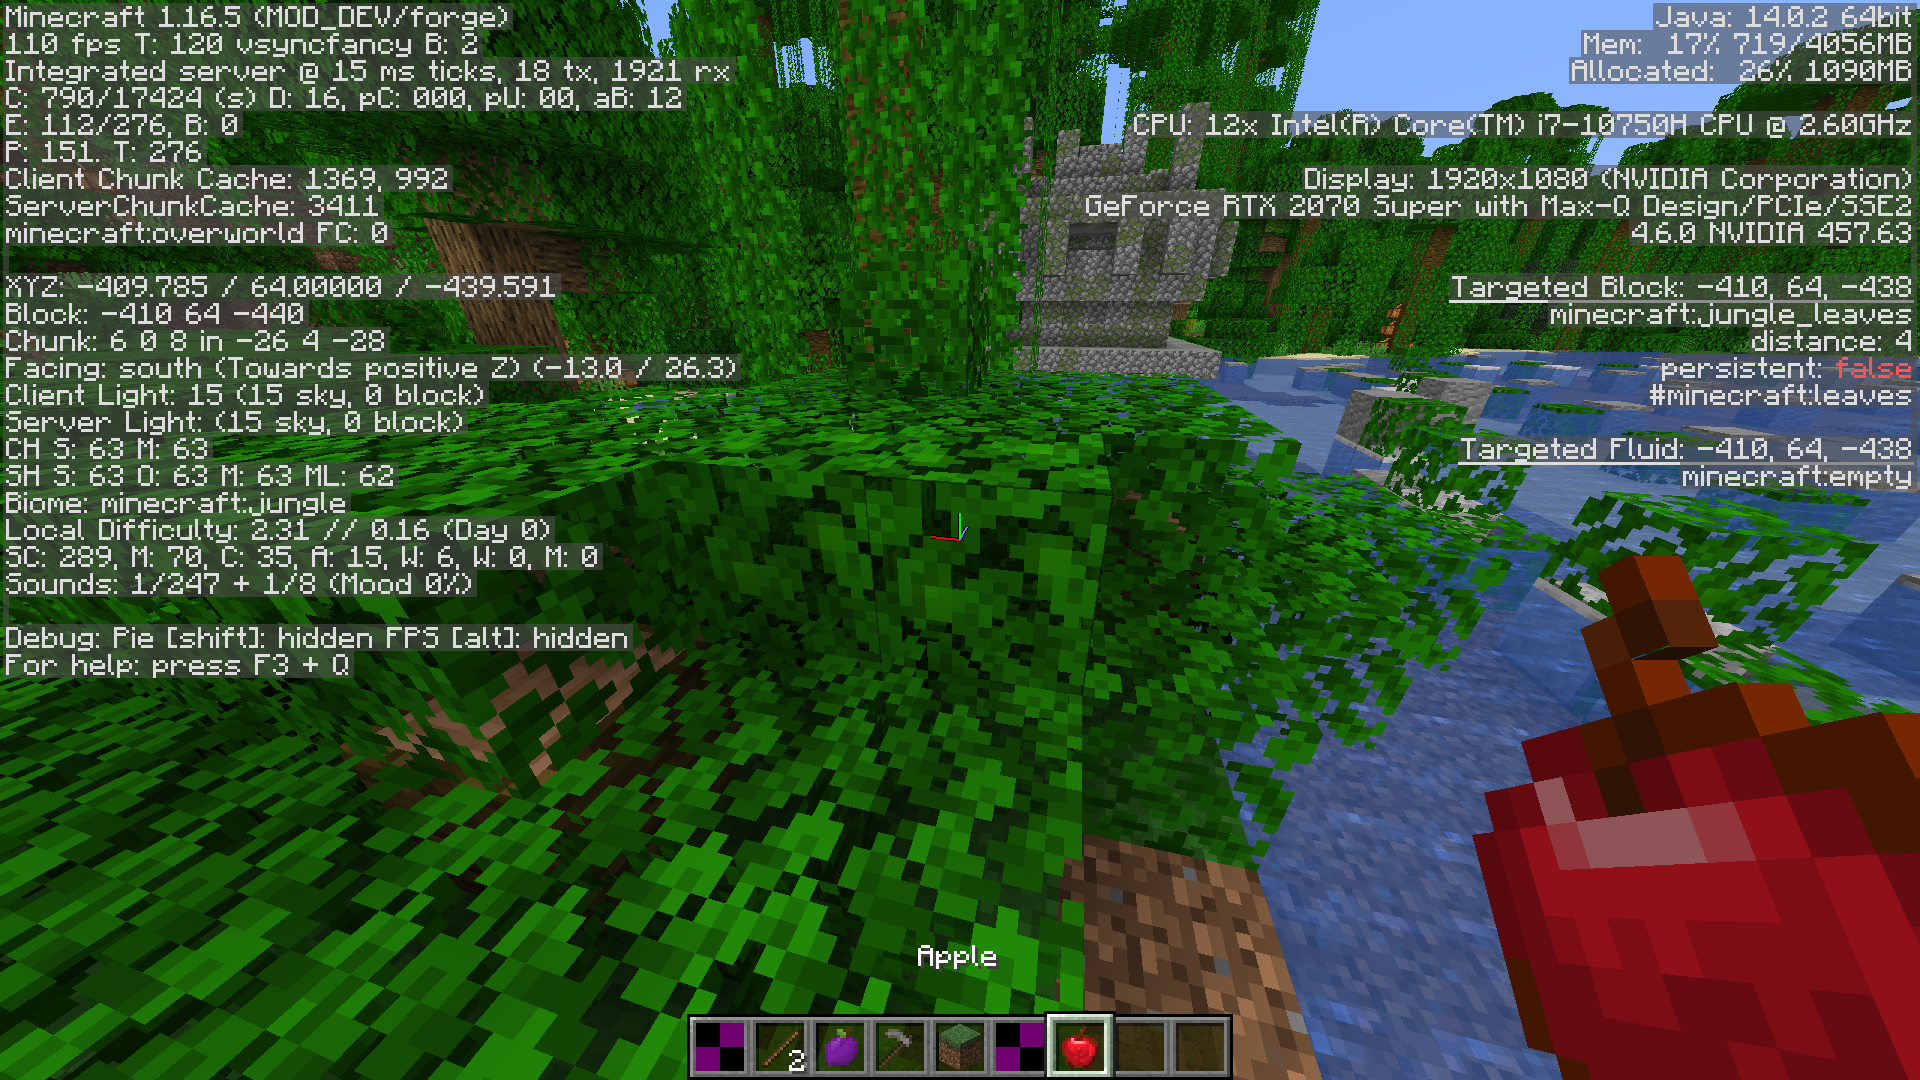 Minecraft 1.16.5 (MOD_DEV/forge)
110 fps T: 120 vsyncfancy B: 2
Integrated server @ 15 ms ticks, 18 tx, 1921 rx
C: 790/17424 (s) D: 16, pC: 000, pU: 00, aB: 12
E: 112/276, B: 0
P: 151. T: 276
Client Chunk Cache: 1369, 992
ServerChunkCache: 3411
minecraft:overworld FC: 0
XYZ: -409.785 / 64.00000 / -439.591
Block: -410 64 -440
Chunk: 6 0 8 in -26 4 -28
Facing: south (Towards positive Z) (-13.0 / 26.3)
Client Light: 15 (15 sky, 0 block)
Server Light: (15 sky, 0 block)
CH S: 63 M: 63
SH S: 63 O: 63 M: 63 ML: 62
Biome: minecraft:jungle
Local Difficulty: 2.31 // 0.16 (Day 0)
SC: 289, M: 70, C: 35, A: 15, W: 6, W: 0, M: 0
Sounds: 1/247 + 1/8 (Mood 0%)
Debug: Pie [shift]: hidden FPS [alt]: hidden
For help: press F3 + Q
Java: 14.0.2 64bit
Mem: 17% 719/4056MB
Allocated: 26% 1090MB
CPU: 12x Intel(R) Core(TM) i7-10750H CPU @ 2.60GHz
Display: 1920x1080 (NVIDIA Corporation)
GeForce RTX 2070 Super with Max-Q Design/PCIe/SSE2
4.6.0 NVIDIA 457.63
Targeted Block: -410, 64, -438
minecraft:jungle_leaves
distance: 4
persistent: false
#minecraft:leaves
Targeted Fluid: -410, 64, -438
minecraft:empty
Apple
2